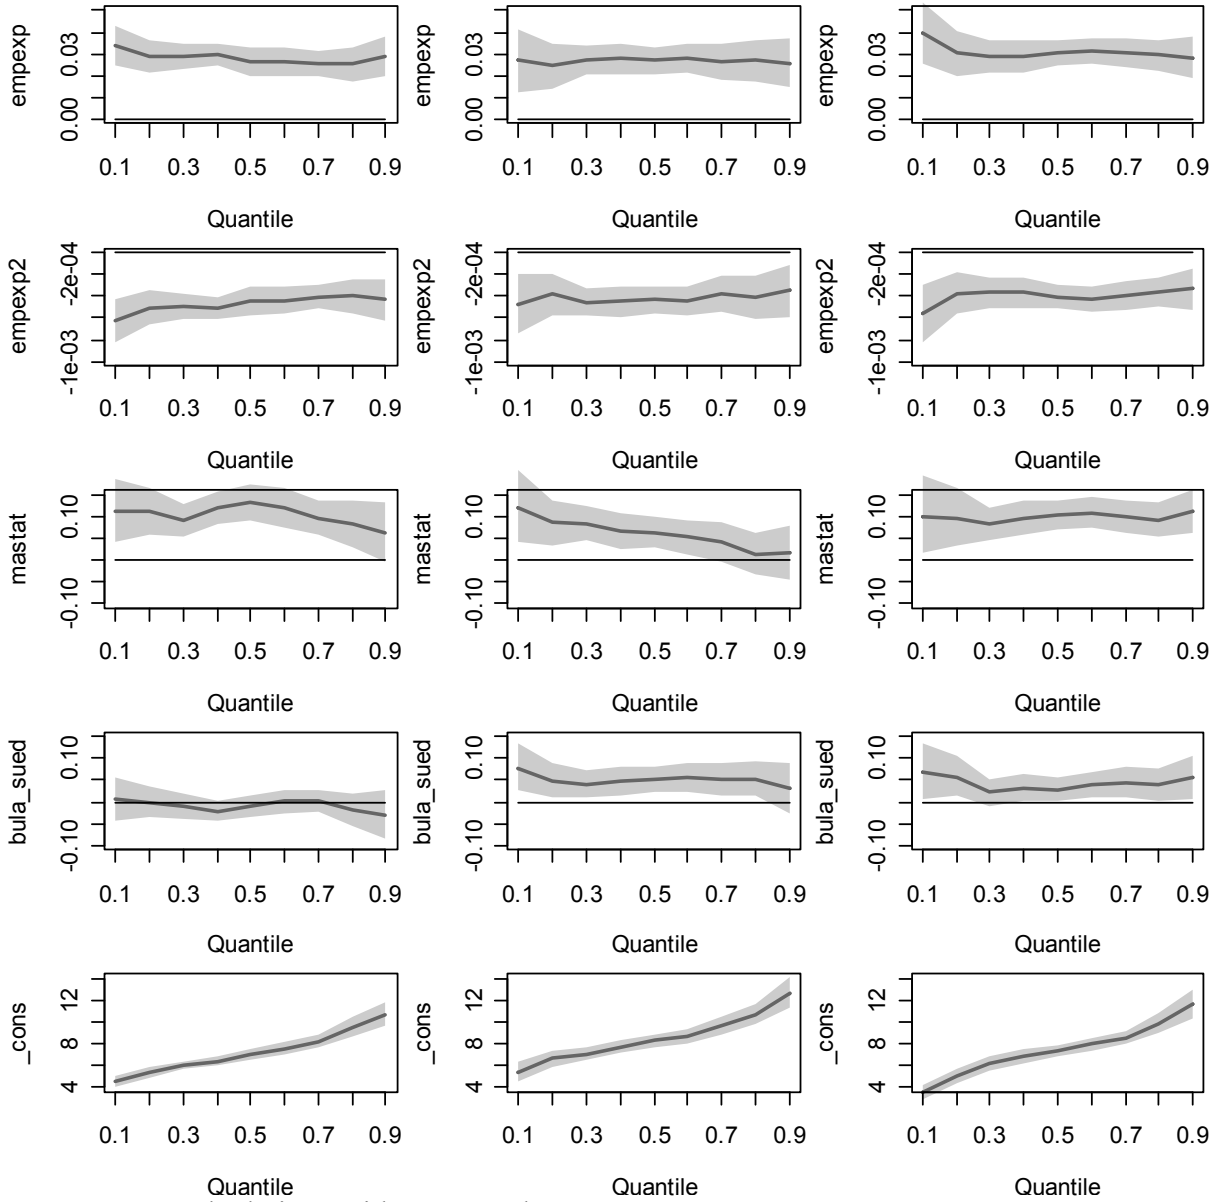 empexp 0.00 0.03 empexp 0.00 0.03 empexp 0.00 0.03
0.1 0.3 0.5 0.7 0.9 0.1 0.3 0.5 0.7 0.9 0.1 0.3 0.5 0.7 0.9
Quantile Quantile Quantile
empexp2 -1e-03 -2e-04 empexp2 -1e-03 -2e-04 empexp2 -1e-03 -2e-04
0.1 0.3 0.5 0.7 0.9 0.1 0.3 0.5 0.7 0.9 0.1 0.3 0.5 0.7 0.9
Quantile Quantile Quantile
mastat -0.10 0.10 mastat -0.10 0.10 mastat -0.10 0.10
0.1 0.3 0.5 0.7 0.9 0.1 0.3 0.5 0.7 0.9 0.1 0.3 0.5 0.7 0.9
Quantile Quantile Quantile
bula_sued -0.10 0.10 bula_sued -0.10 0.10 bula_sued -0.10 0.10
0.1 0.3 0.5 0.7 0.9 0.1 0.3 0.5 0.7 0.9 0.1 0.3 0.5 0.7 0.9
Quantile Quantile Quantile
_cons 4 8 12 _cons 4 8 12 _cons 4 8 12
0.1 0.3 0.5 0.7 0.9 0.1 0.3 0.5 0.7 0.9 0.1 0.3 0.5 0.7 0.9
Quantile Quantile Quantile